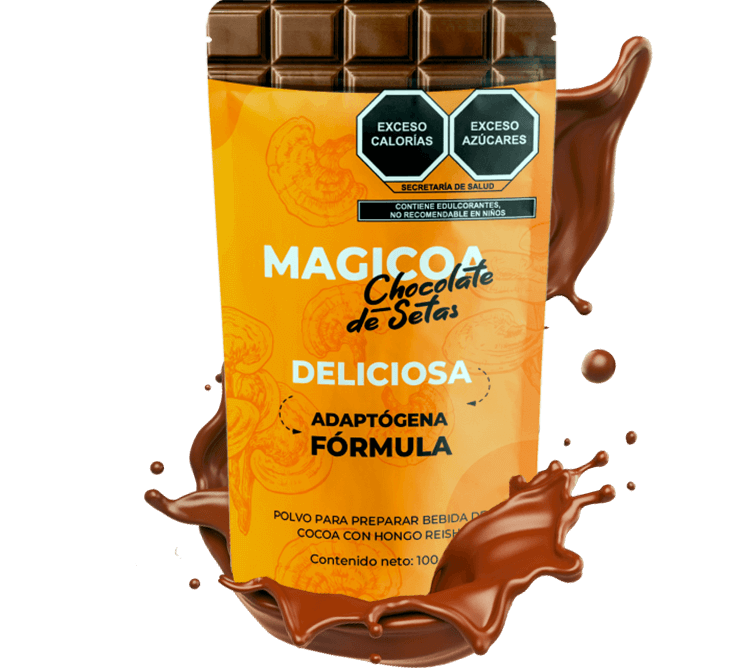 EXCESO
CALORÍAS
EXCESO
AZÚCARES
SECRETARÍA DE SALUD
CONTIENE EDULCORANTES,
NO RECOMENDABLE EN NIÑOS
MAGICOA
Chocolate
de Setas
DELICIOSA
ADAPTÓGENA
FÓRMULA
POLVO PARA PREPARAR BEBIDA
COCOA CON HONGO
Contenido neto: 100